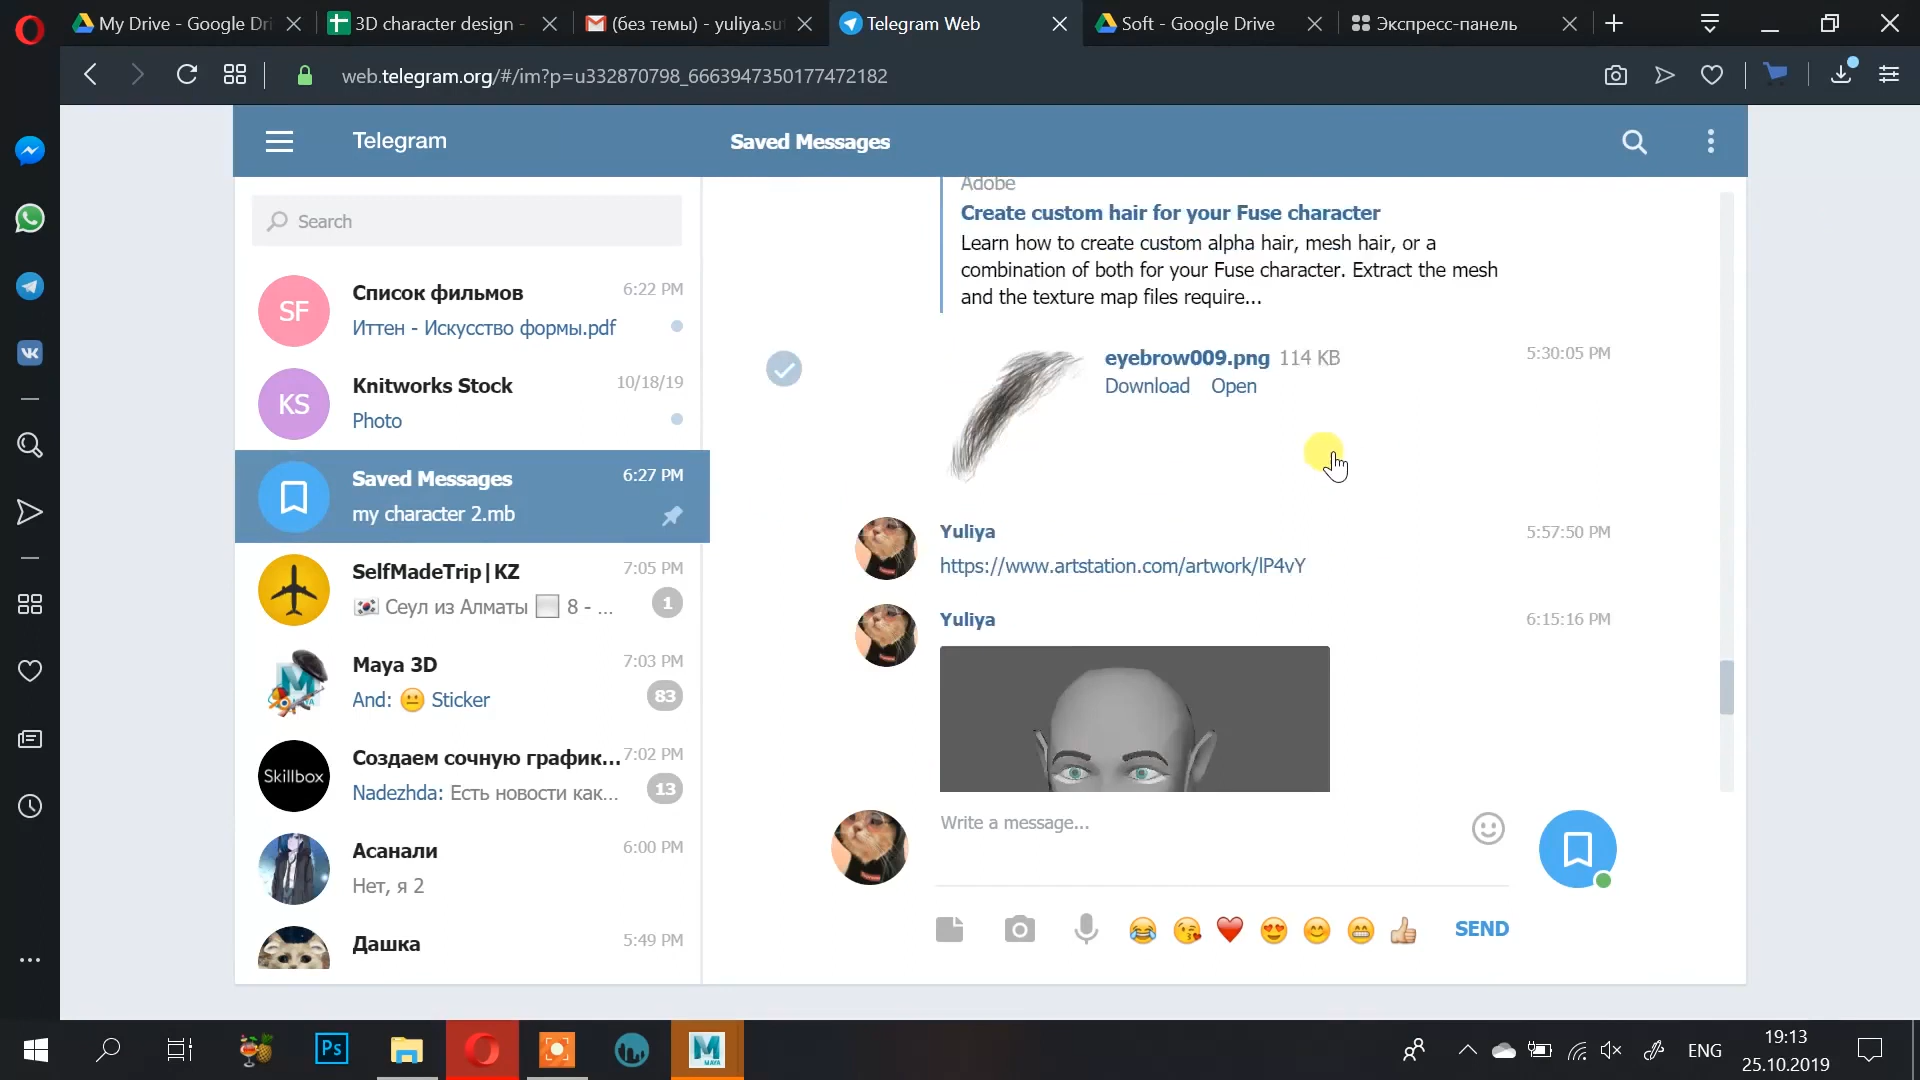 My Drive - Google Dri
3D character design -
(без темы) - yuliya.su
Telegram Web
Soft - Google Drive
Экспресс-панель
web.telegram.org/#/im?p=u332870798_6663947350177472182
Telegram
Saved Messages
Search
Список фильмов
6:22 PM
SF
Иттен - Искусство формы.pdf
Knitworks Stock
10/18/19
KS
Photo
Saved Messages
6:27 PM
my character 2.mb
SelfMadeTrip|KZ
7:05 PM
Сеул из Алматы 8 - ...
1
Maya 3D
7:03 PM
And: 😐 Sticker
83
Создаем сочную график...
7:02 PM
Skillbox
Nadezhda: Есть новости как...
13
Асанали
6:00 PM
Нет, я 2
Дашка
5:49 PM
Adobe
Create custom hair for your Fuse character
Learn how to create custom alpha hair, mesh hair, or a
combination of both for your Fuse character. Extract the mesh
and the texture map files require...
eyebrow009.png 114 KB
5:30:05 PM
Download Open
Yuliya
5:57:50 PM
https://www.artstation.com/artwork/lP4vY
Yuliya
6:15:16 PM
Write a message...
SEND
Ps
M
MAYA
ENG
19:13
25.10.2019